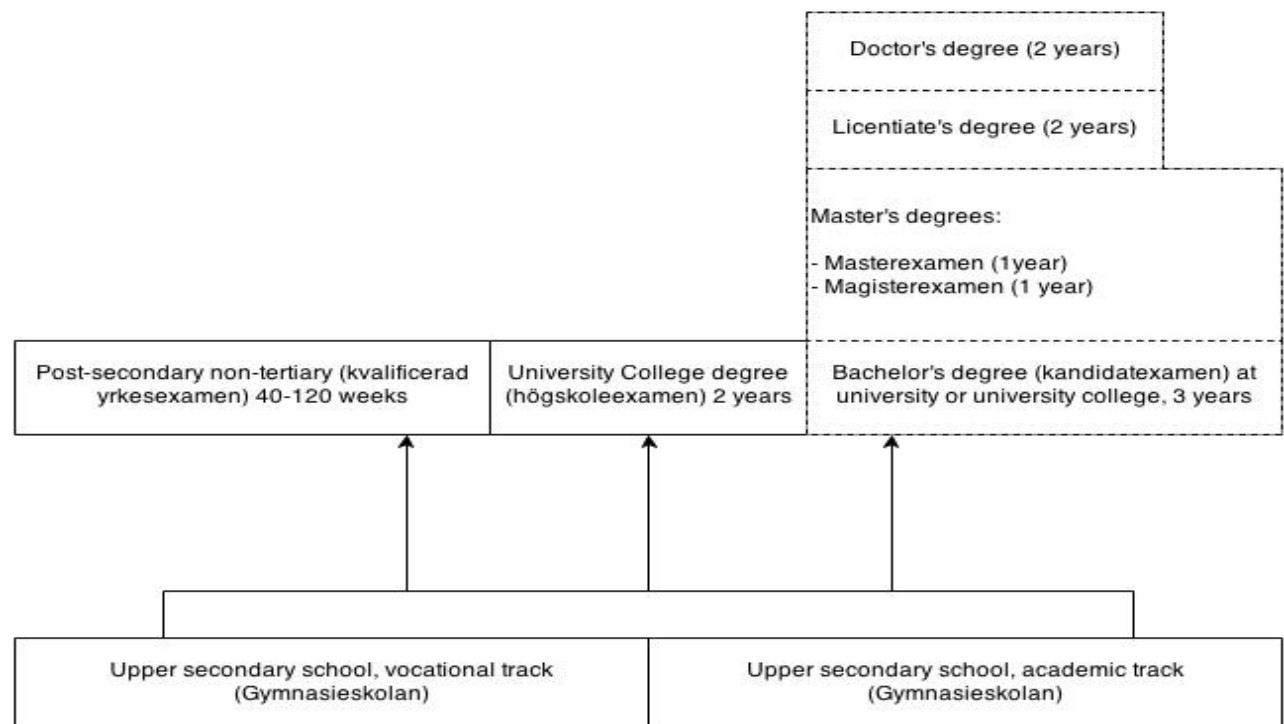 Doctor's degree (2 years)
Licentiate's degree (2 years)
Master's degrees:
- Masterexamen (1year)
- Magisterexamen (1 year)
Post-secondary non-tertiary (kvalificerad
yrkesexamen) 40-120 weeks
University College degree
(högskoleexamen) 2 years
Bachelor's degree (kandidatexamen) at
university or university college, 3 years
Upper secondary school, vocational track
(Gymnasieskolan)
Upper secondary school, academic track
(Gymnasieskolan)